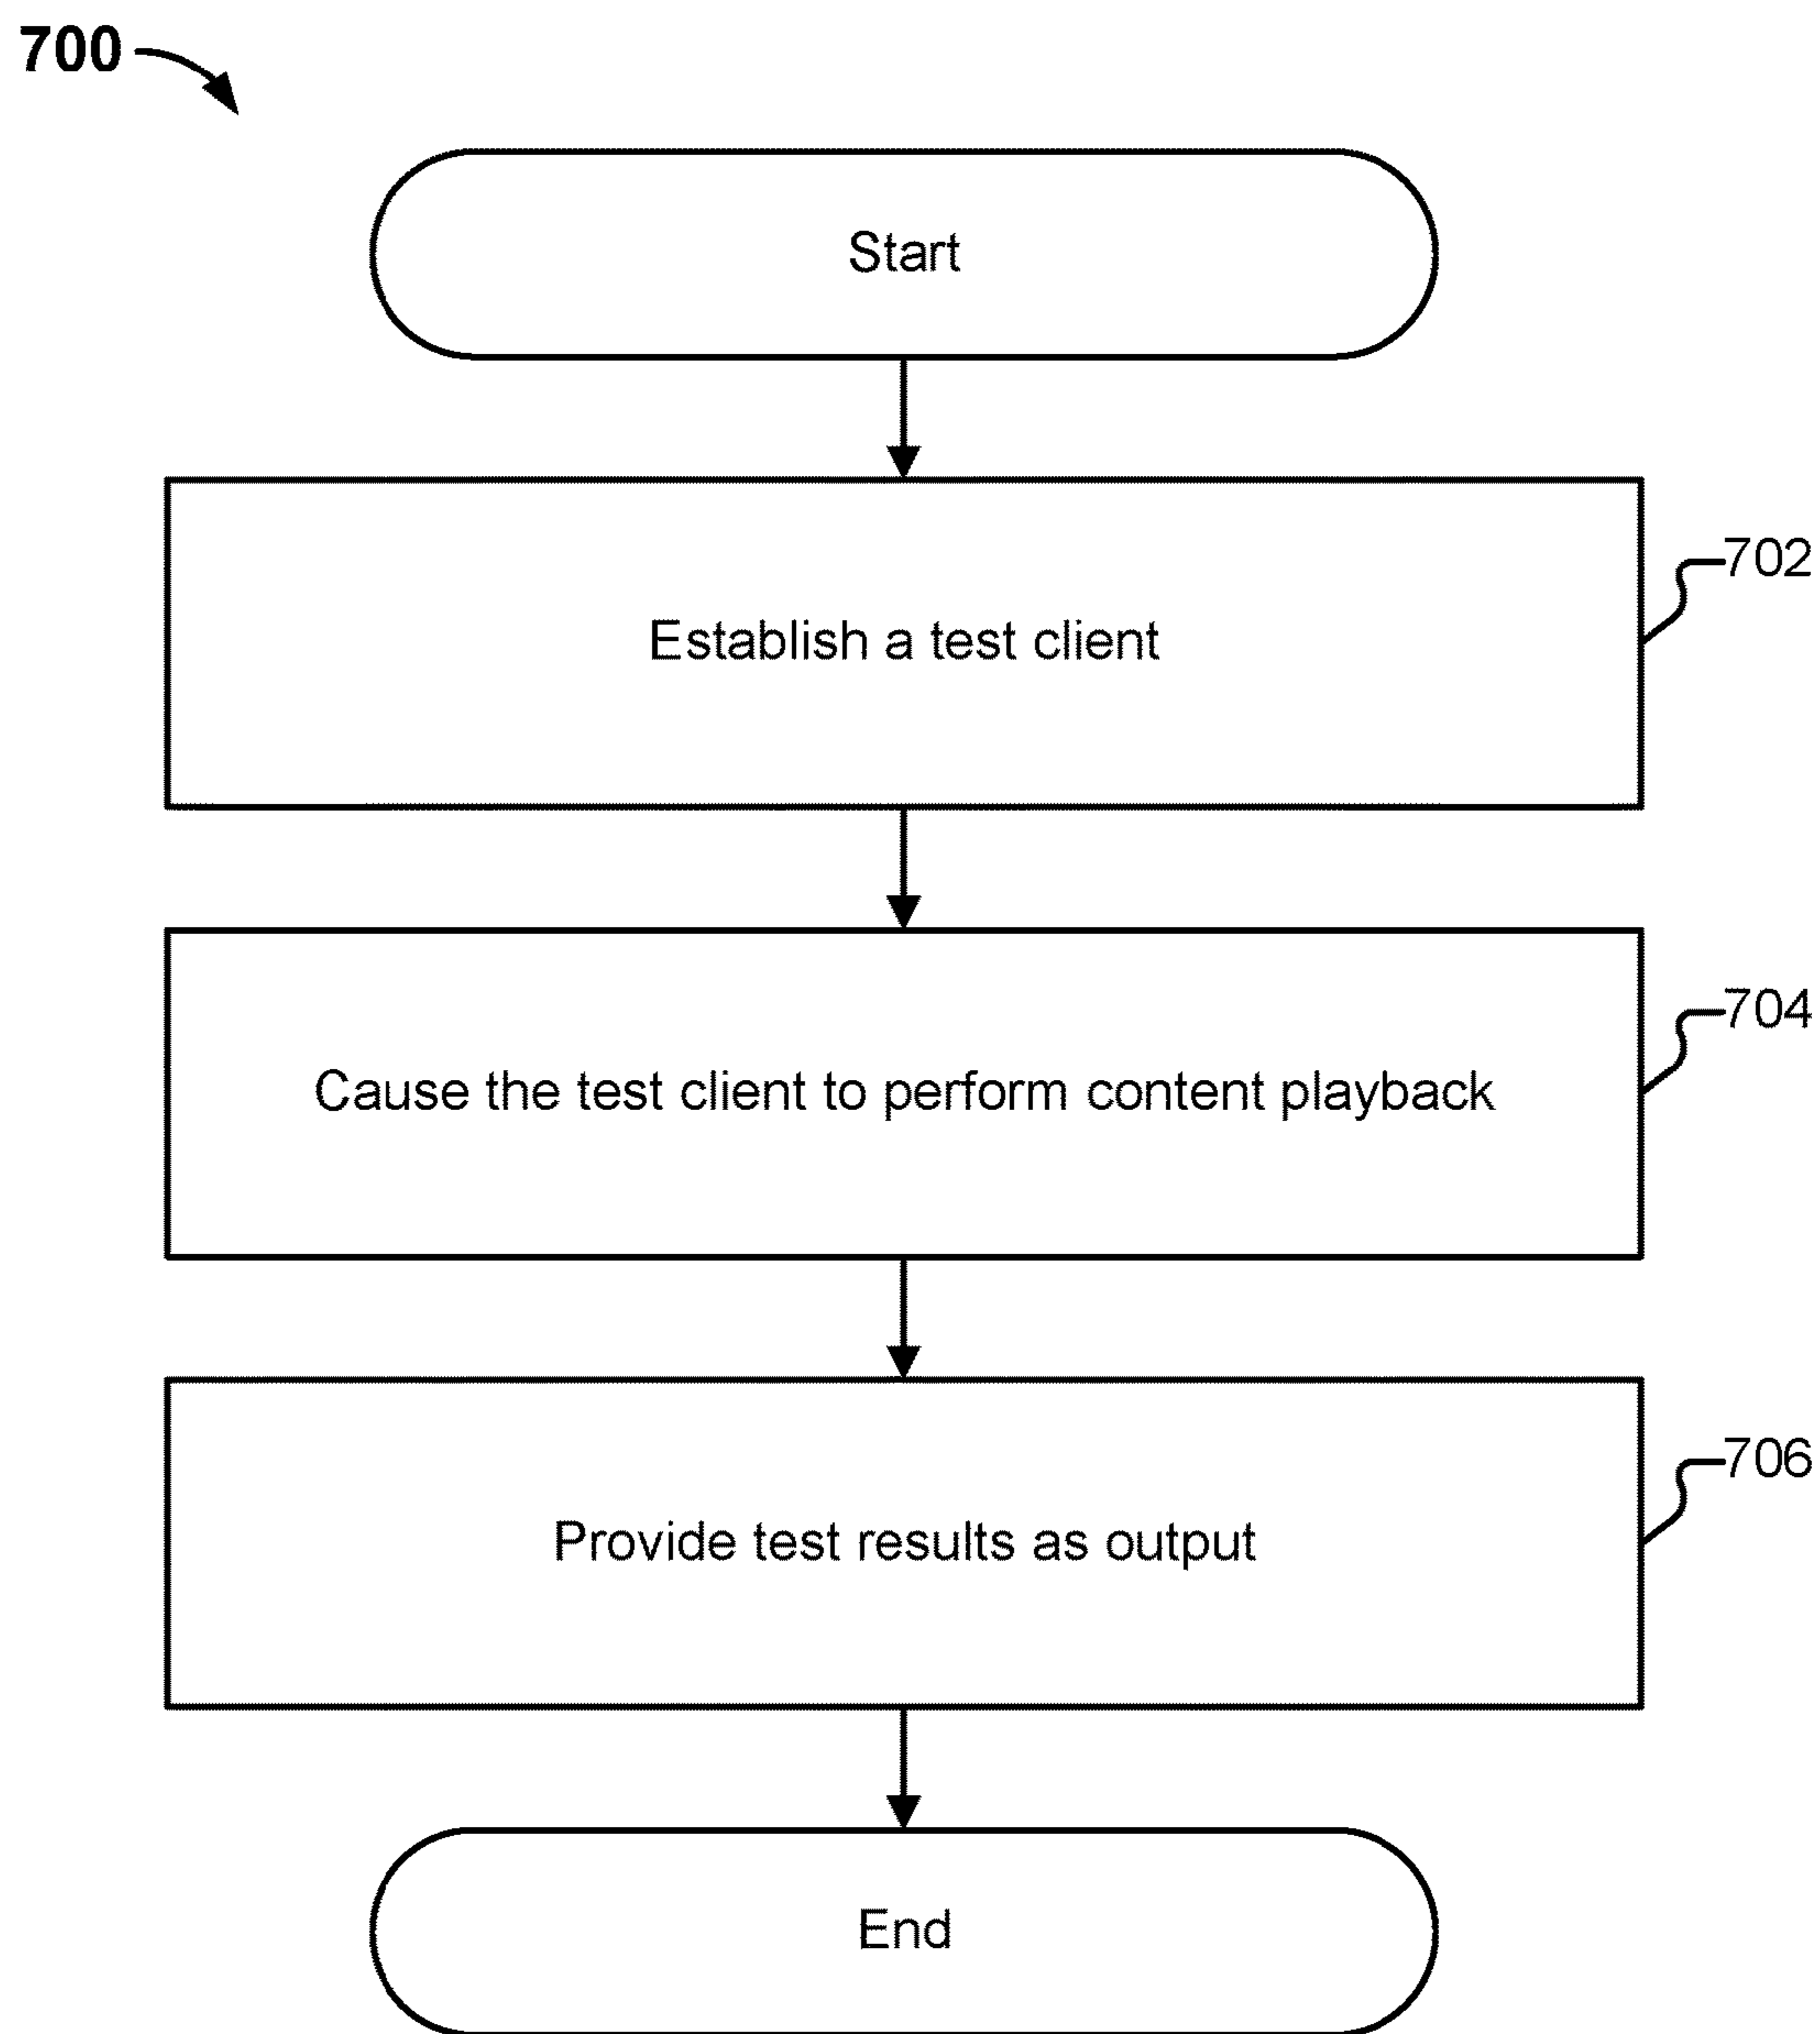 700
Start
Establish a test client
702
Cause the test client to perform content playback
704
Provide test results as output
706
End